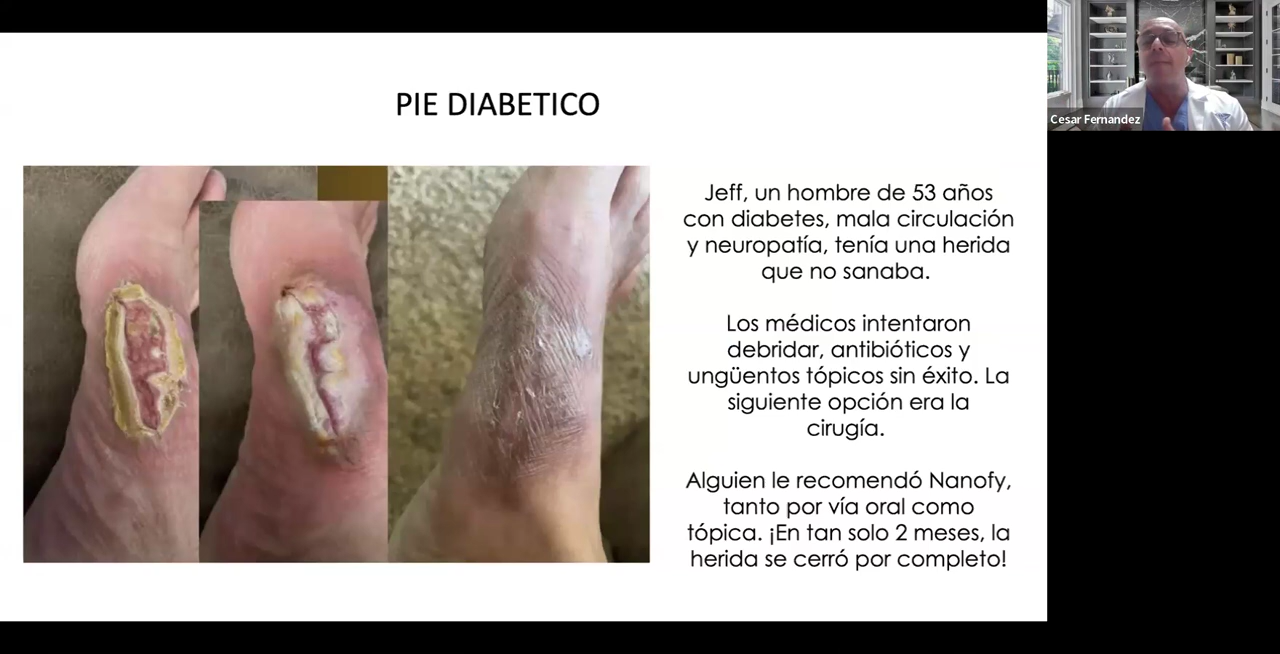 PIE DIABETICO
Jeff, un hombre de 53 años
con diabetes, mala circulación
y neuropatía, tenía una herida
que no sanaba.
Los médicos intentaron
debridar, antibióticos y
ungüentos tópicos sin éxito. La
siguiente opción era la
cirugía.
Alguien le recomendó Nanofy,
tanto por vía oral como
tópica. ¡En tan solo 2 meses, la
herida se cerró por completo!
Cesar Fernandez